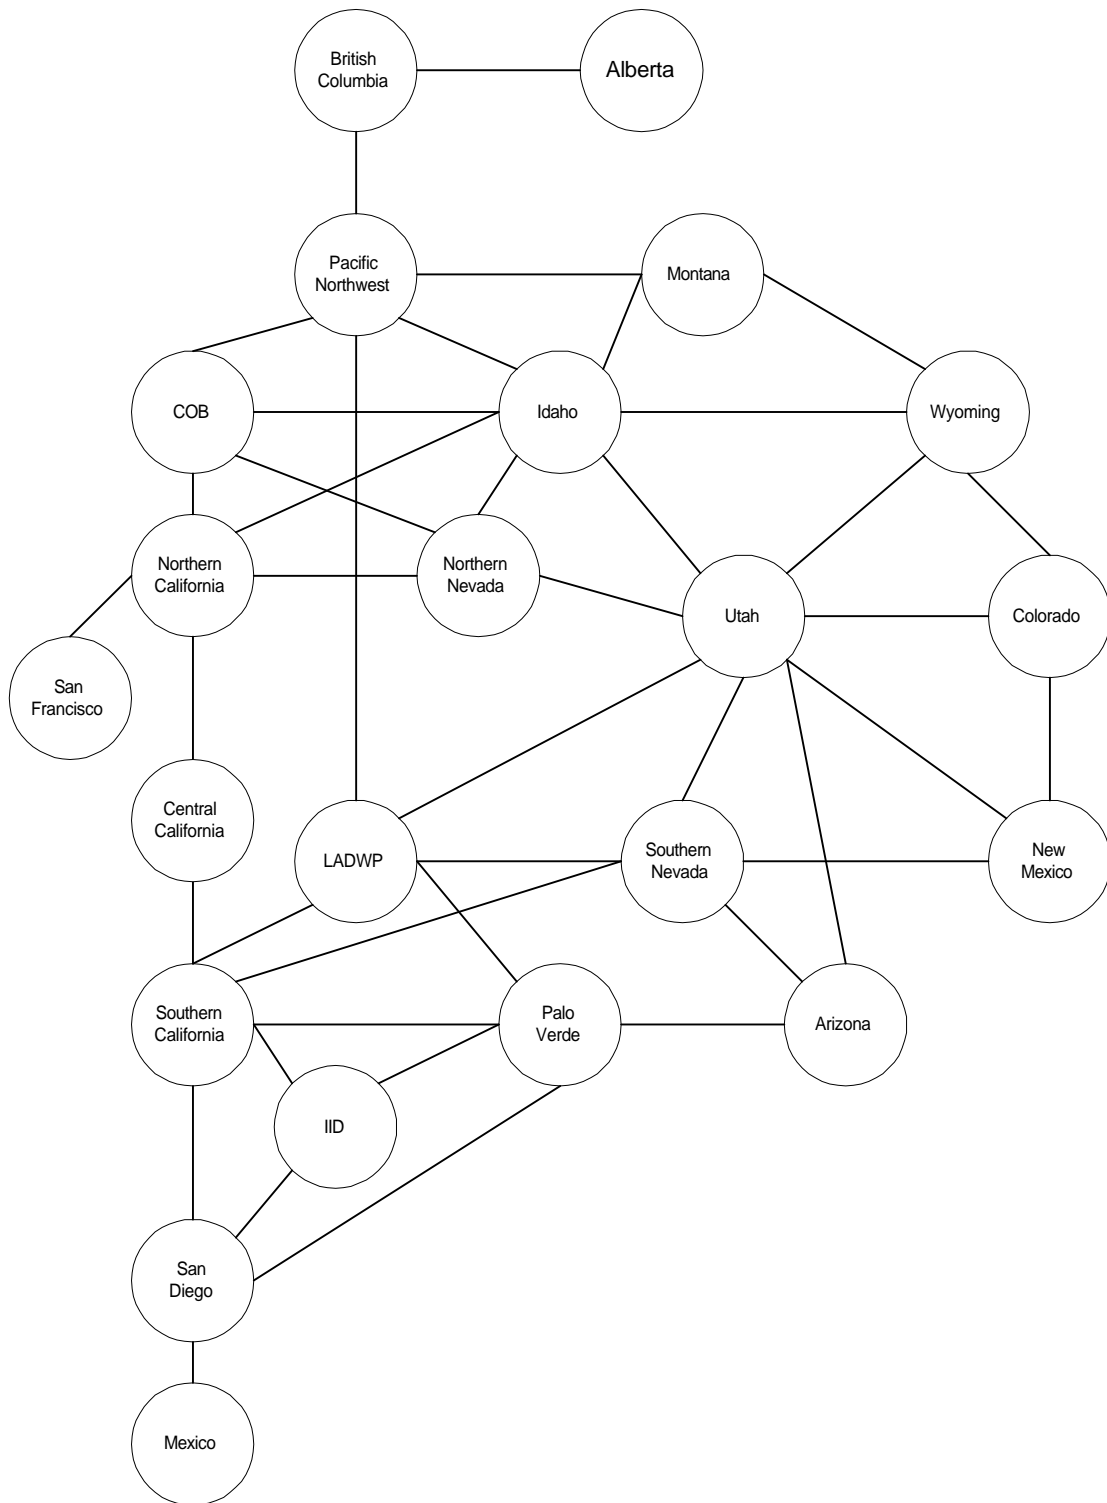 British
Columbia
Alberta
Pacific
Northwest
Montana
COB
Idaho
Wyoming
Northern
California
Northern
Nevada
Utah
Colorado
San
Francisco
Central
California
LADWP
Southern
Nevada
New
Mexico
Southern
California
Palo
Verde
Arizona
IID
San
Diego
Mexico